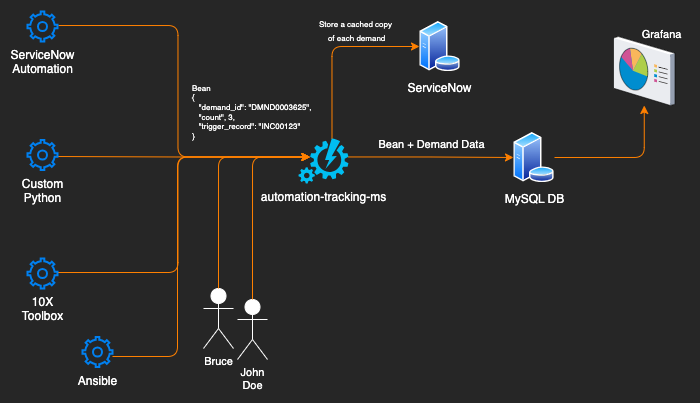 ServiceNow
Automation
Store a cached copy
of each demand
ServiceNow
Grafana
Bean
{
"demand_id": "DMND0003625",
"count", 3,
"trigger_record": "INC00123"
}
Custom
Python
automation-tracking-ms
Bean + Demand Data
MySQL DB
10X
Toolbox
Ansible
Bruce
John
Doe